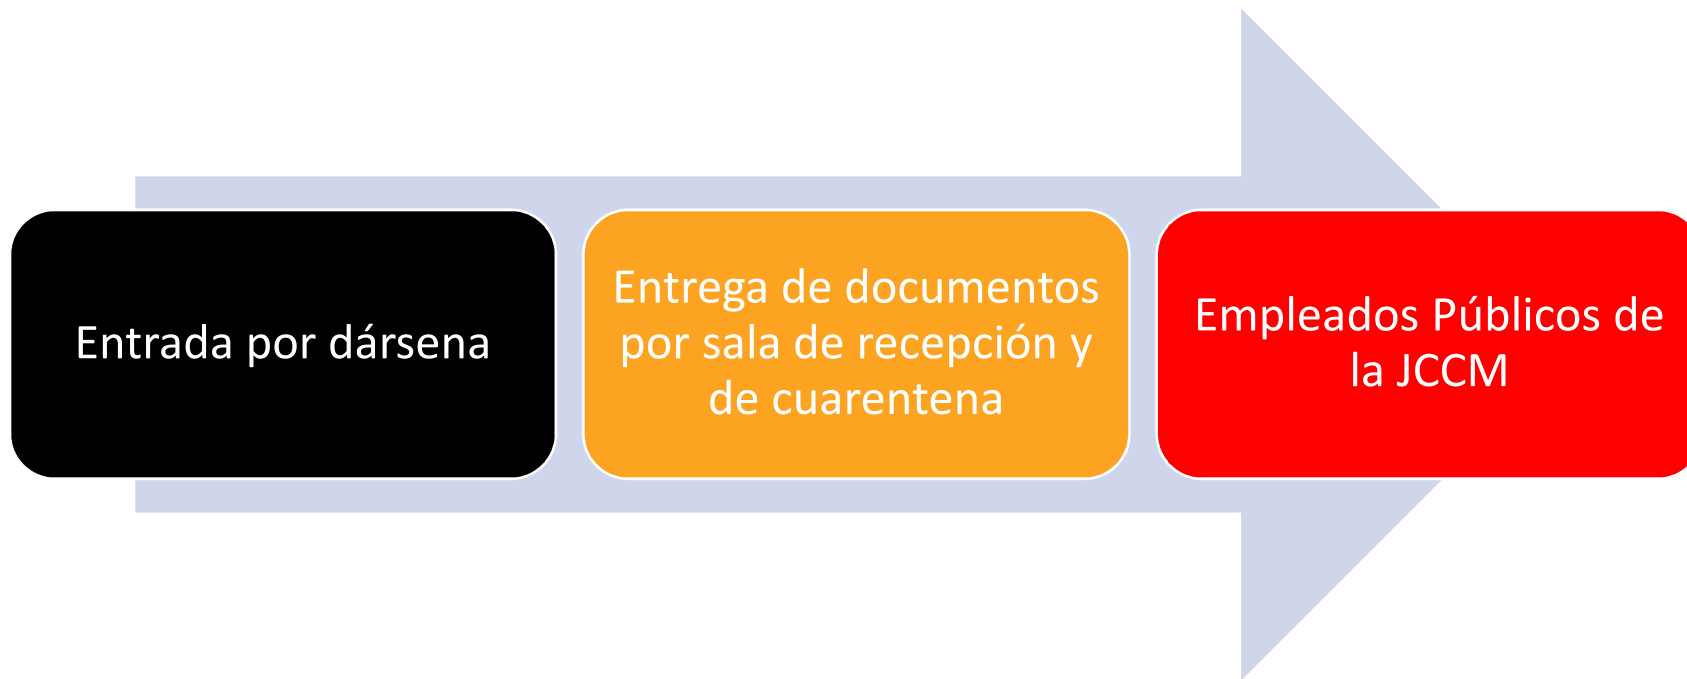 Entrada por dársena
Entrega de documentos
por sala de recepción y
de cuarentena
Empleados Públicos de
la JCCM